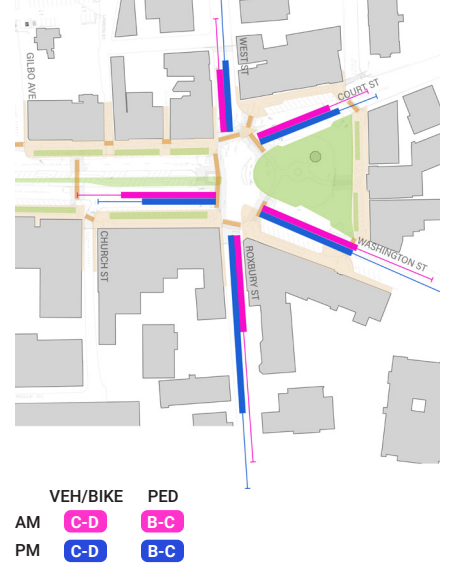 WEST ST
GILBO AVE
COURT ST
CHURCH ST
ROXBURY ST
WASHINGTON ST
VEH/BIKE PED
AM C-D B-C
PM C-D B-C